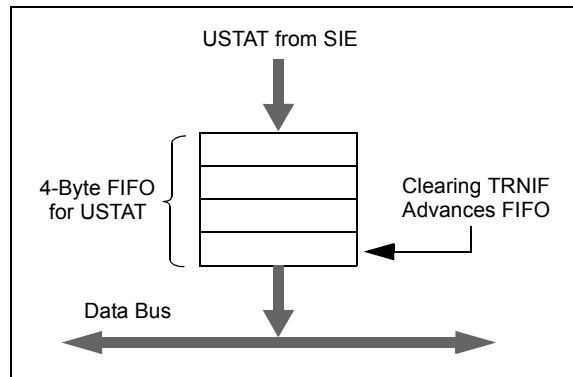 USTAT from SIE
4-Byte FIFO
for USTAT
Clearing TRNIF
Advances FIFO
Data Bus